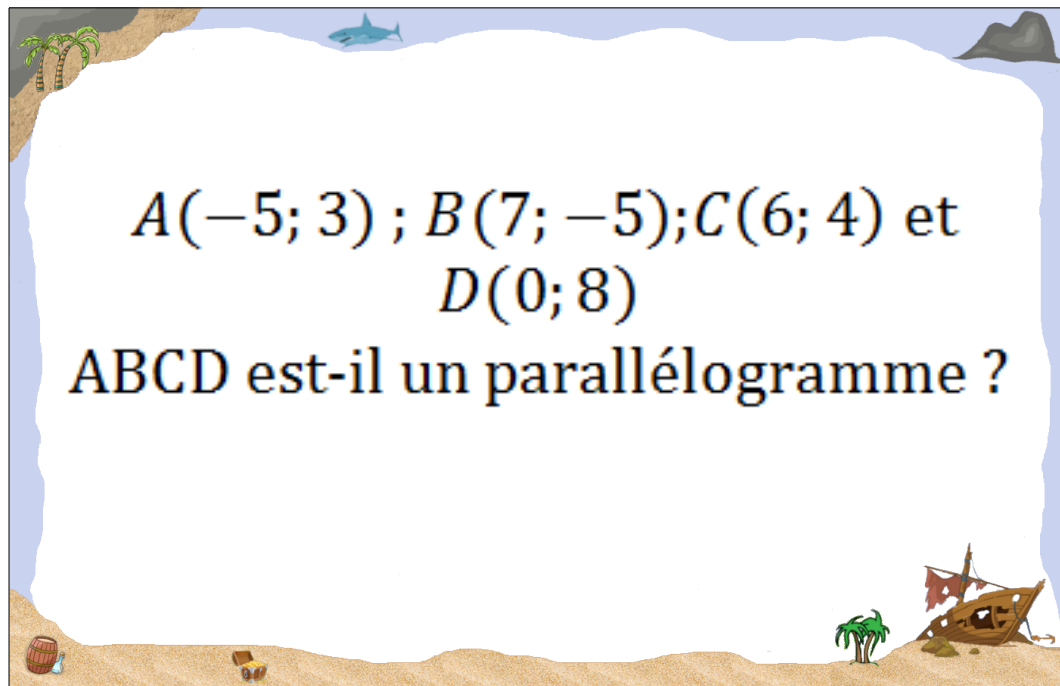 A(−5; 3) ; B(7; −5);C(6; 4) et
D(0; 8)
ABCD est-il un parallélogramme ?